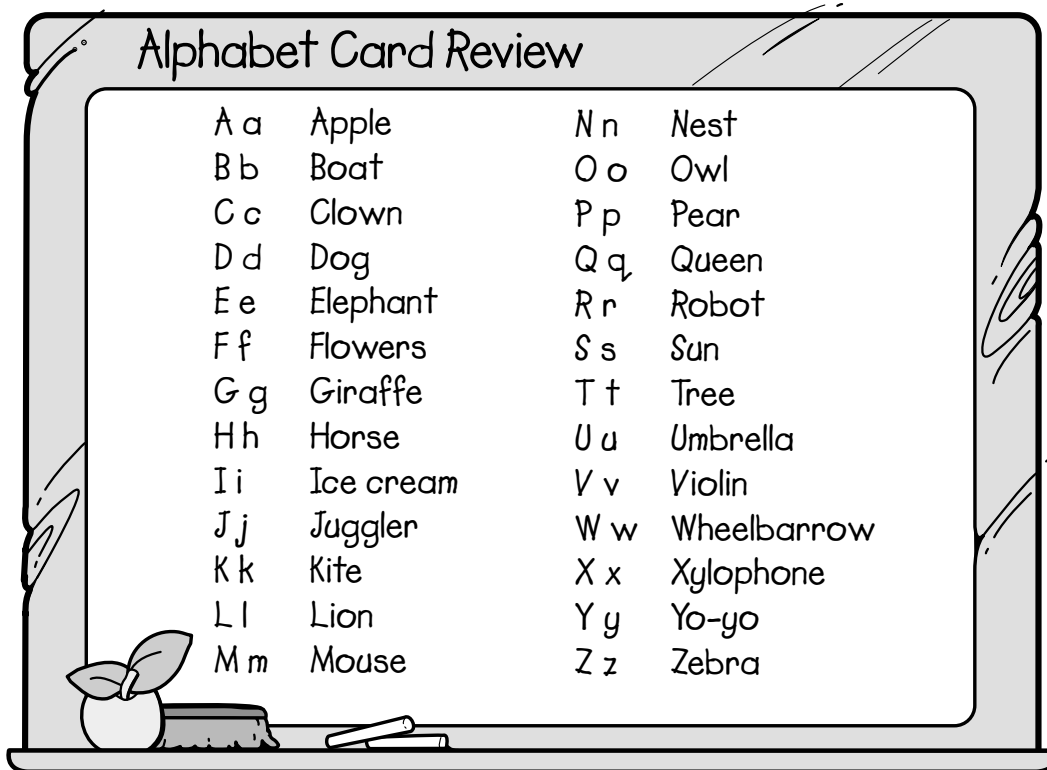 Alphabet Card Review
A a Apple
B b Boat
C c Clown
D d Dog
E e Elephant
F f Flowers
G g Giraffe
H h Horse
I i Ice cream
J j Juggler
K k Kite
L l Lion
M m Mouse
N n Nest
O o Owl
P p Pear
Q q Queen
R r Robot
S s Sun
T t Tree
U u Umbrella
V v Violin
W w Wheelbarrow
X x Xylophone
Y y Yo-yo
Z z Zebra